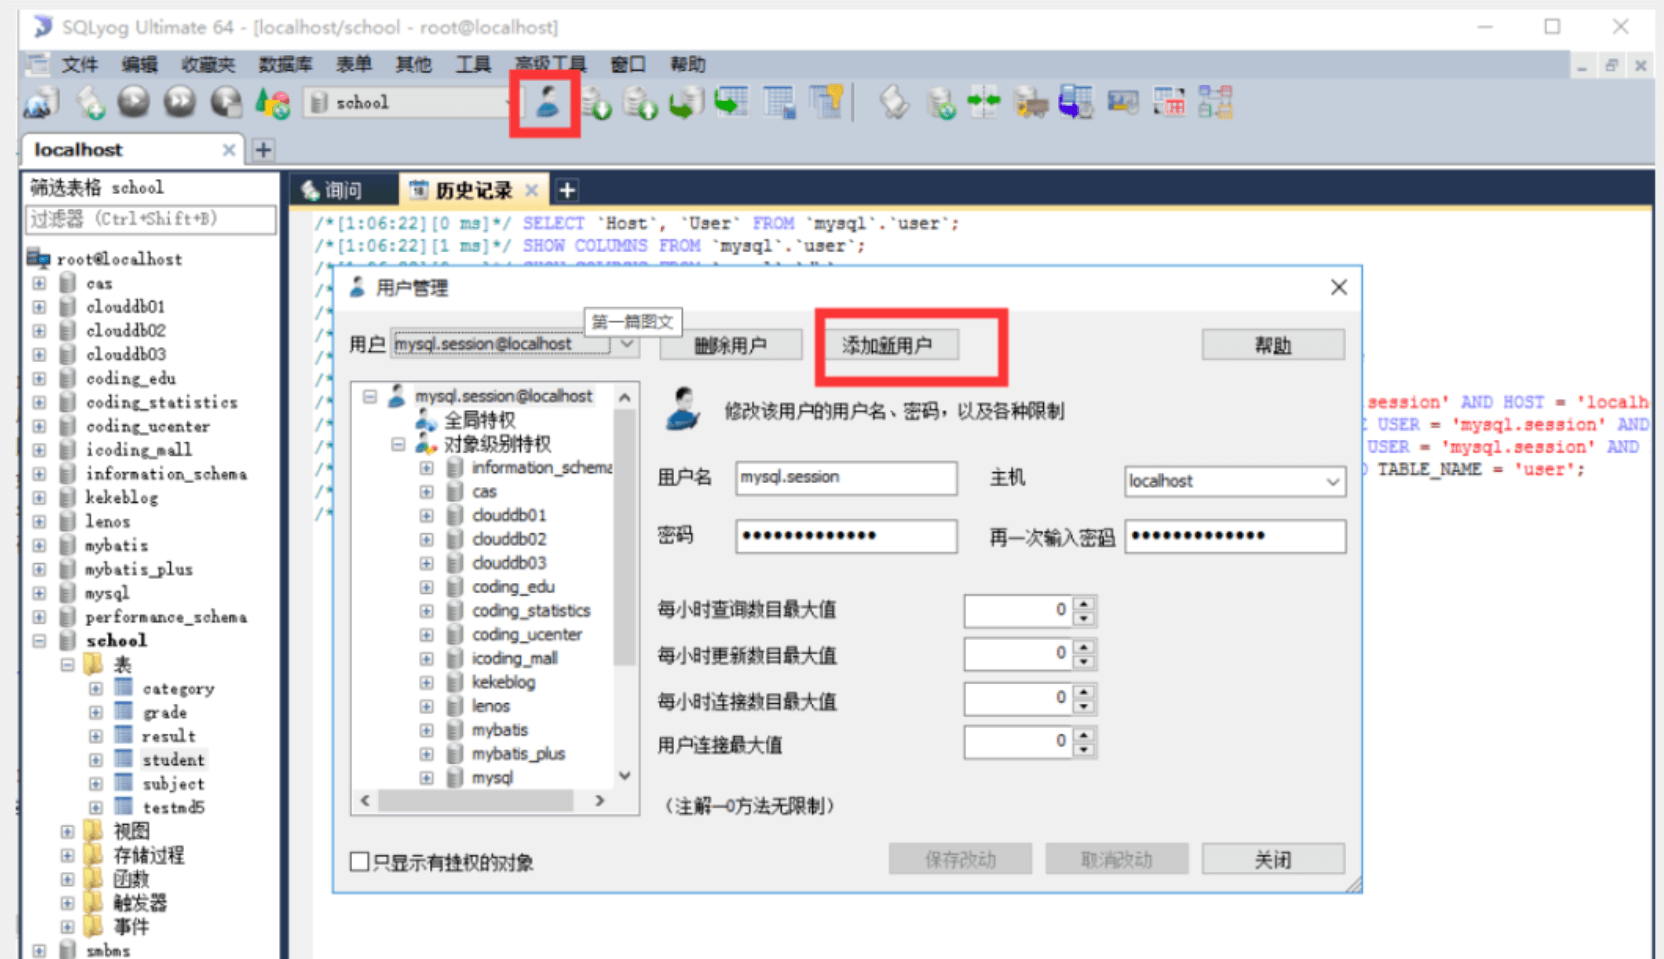 SQLyog Ultimate 64 - [localhost/school - root@localhost]
文件 编辑 收藏夹 数据库 表单 其他 工具 高级工具 窗口 帮助
school
localhost
筛选表格 school
过滤器 (Ctrl+Shift+B)
root@localhost
cas
clouddb01
clouddb02
clouddb03
coding_edu
coding_statistics
coding_ucenter
icoding_mall
information_schema
kekeblog
lenos
mybatis
mybatis_plus
mysql
performance_schema
school
表
category
grade
result
student
subject
testmd5
视图
存储过程
函数
触发器
事件
smbms
询问 历史记录
/*[1:06:22][0 ms]*/ SELECT `Host`, `User` FROM `mysql`.`user`;
/*[1:06:22][1 ms]*/ SHOW COLUMNS FROM `mysql`.`user`;
.session' AND HOST = 'localh
USER = 'mysql.session' AND
USER = 'mysql.session' AND
TABLE_NAME = 'user';
用户管理
第一篇图文
用户 mysql.session@localhost 删除用户 添加新用户 帮助
mysql.session@localhost
全局特权
对象级别特权
information_schema
cas
clouddb01
clouddb02
clouddb03
coding_edu
coding_statistics
coding_ucenter
icoding_mall
kekeblog
lenos
mybatis
mybatis_plus
mysql
只显示有拴权的对象
修改该用户的用户名、密码，以及各种限制
用户名 mysql.session 主机 localhost
密码 ••••••••••••• 再一次输入密码 •••••••••••••
每小时查询数目最大值 0
每小时更新数目最大值 0
每小时连接数目最大值 0
用户连接最大值 0
（注解—0方法无限制）
保存改动 取消改动 关闭